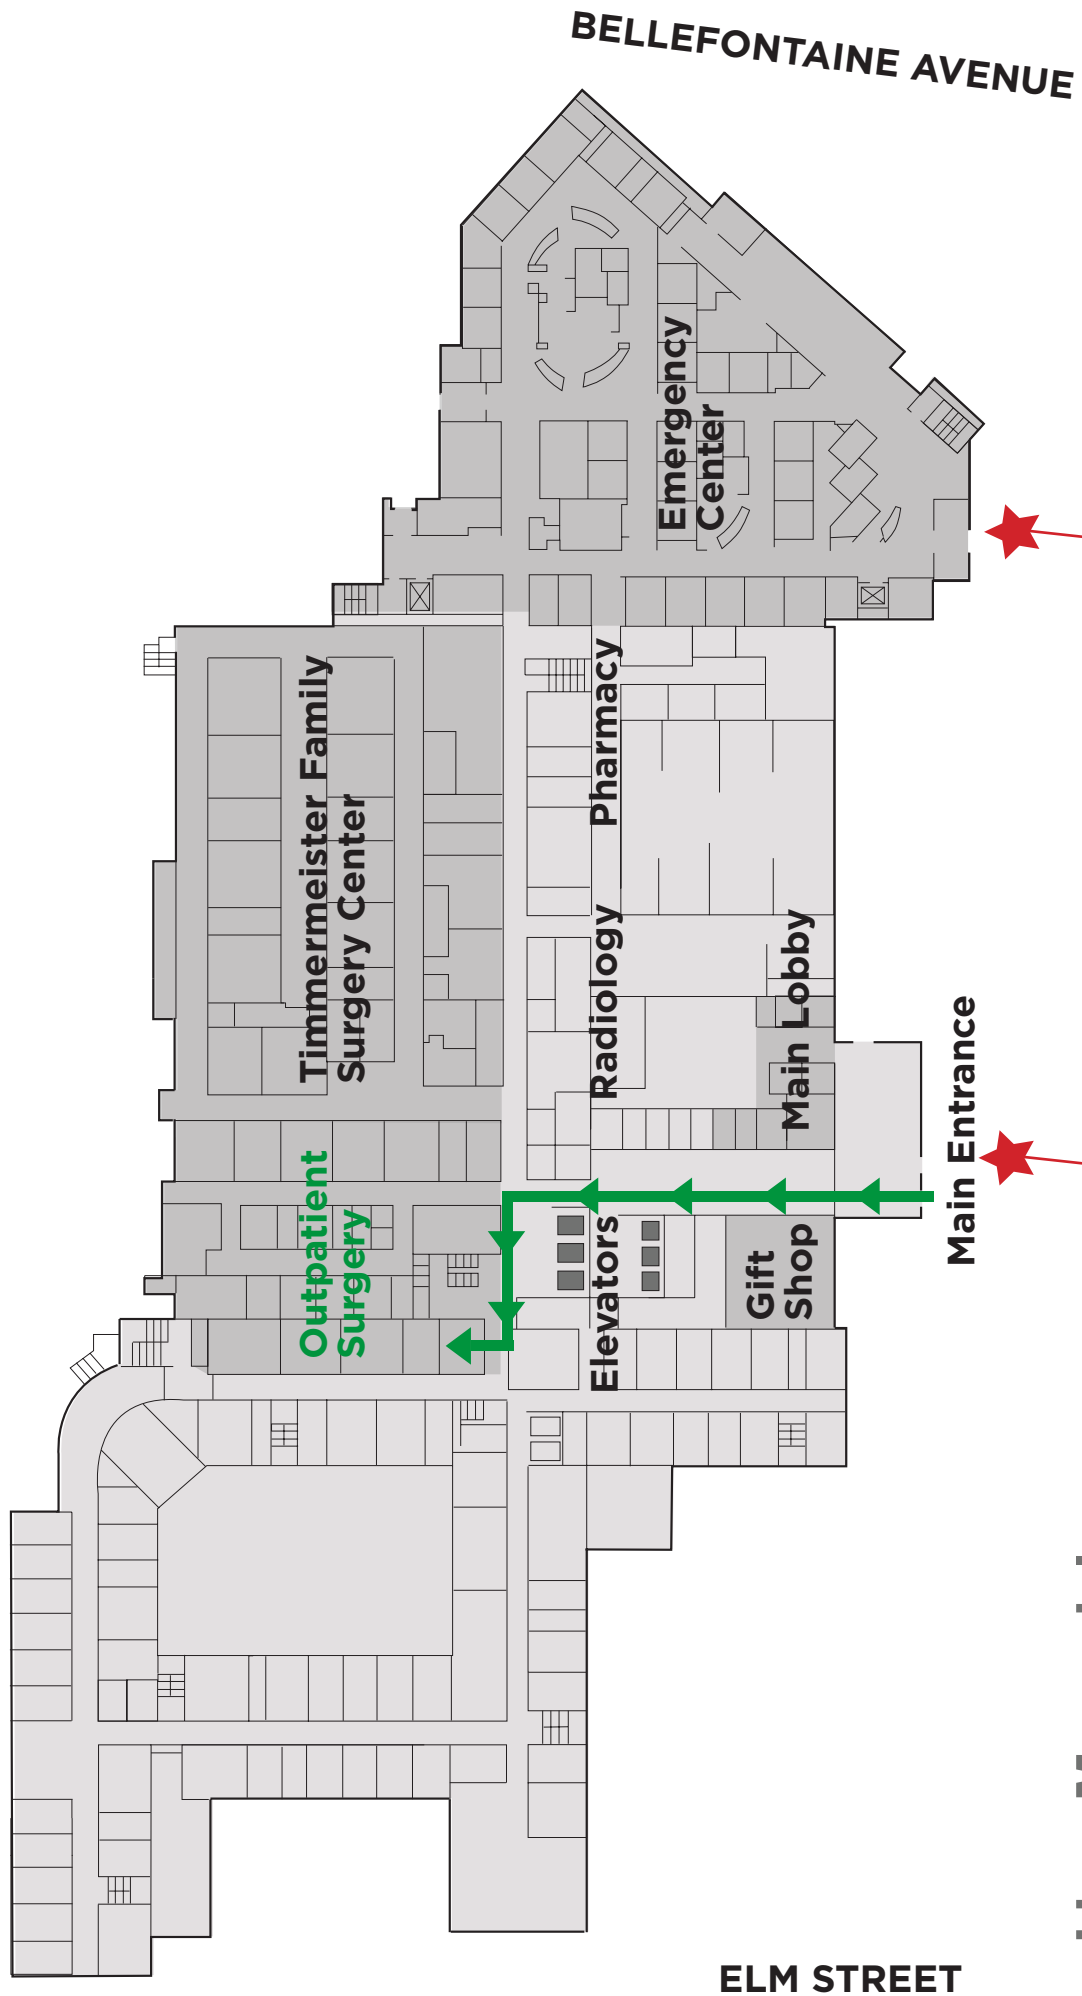 BELLEFONTAINE AVENUE
Emergency
Center
Timmermeister Family
Surgery Center
Pharmacy
Radiology
Main Lobby
Main Entrance
Outpatient
Surgery
Elevators
Gift
Shop
ELM STREET